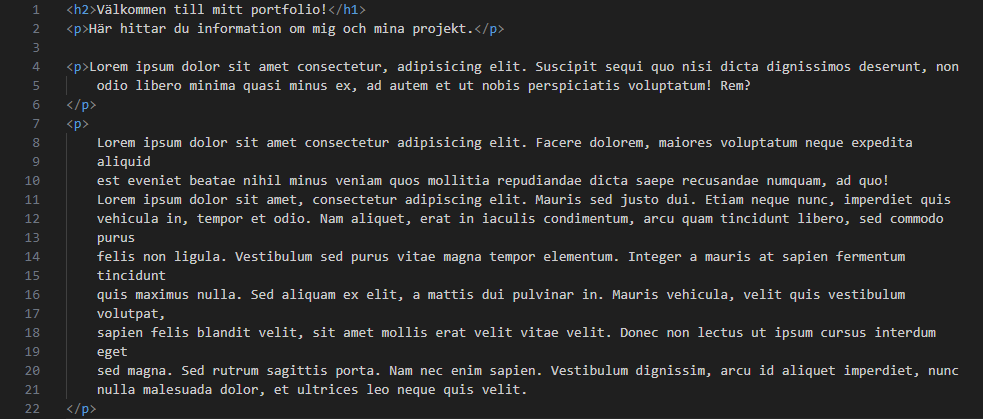 1 <h2>Välkommen till mitt portfolio!</h1>
2 <p>Här hittar du information om mig och mina projekt.</p>
3
4 <p>Lorem ipsum dolor sit amet consectetur, adipisicing elit. Suscipit sequi quo nisi dicta dignissimos deserunt, non
5 odio libero minima quasi minus ex, ad autem et ut nobis perspiciatis voluptatum! Rem?
6 </p>
7 <p>
8 Lorem ipsum dolor sit amet consectetur adipisicing elit. Facere dolorem, maiores voluptatum neque expedita
9 aliquid
10 est eveniet beatae nihil minus veniam quos mollitia repudiandae dicta saepe recusandae numquam, ad quo!
11 Lorem ipsum dolor sit amet, consectetur adipiscing elit. Mauris sed justo dui. Etiam neque nunc, imperdiet quis
12 vehicula in, tempor et odio. Nam aliquet, erat in iaculis condimentum, arcu quam tincidunt libero, sed commodo
13 purus
14 felis non ligula. Vestibulum sed purus vitae magna tempor elementum. Integer a mauris at sapien fermentum
15 tincidunt
16 quis maximus nulla. Sed aliquam ex elit, a mattis dui pulvinar in. Mauris vehicula, velit quis vestibulum
17 volutpat,
18 sapien felis blandit velit, sit amet mollis erat velit vitae velit. Donec non lectus ut ipsum cursus interdum
19 eget
20 sed magna. Sed rutrum sagittis porta. Nam nec enim sapien. Vestibulum dignissim, arcu id aliquet imperdiet, nunc
21 nulla malesuada dolor, et ultrices leo neque quis velit.
22 </p>